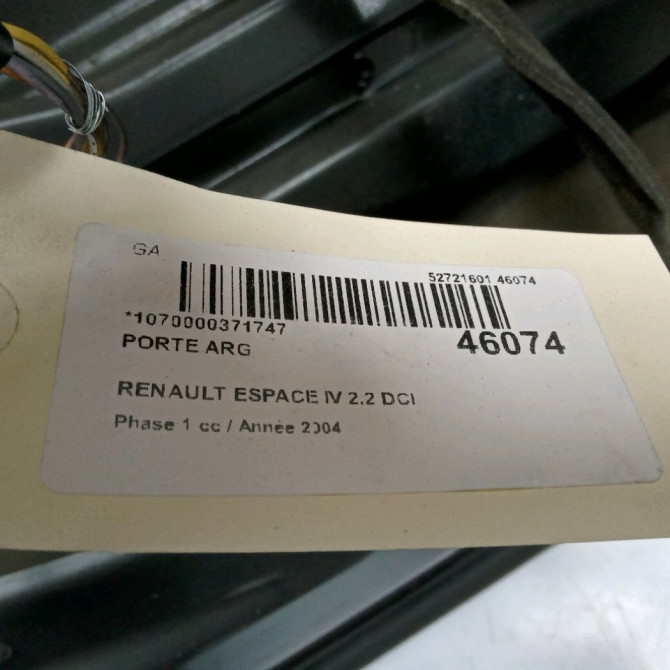 GA
52721601 46074
*1070000371747
46074
PORTE ARG
RENAULT ESPACE IV 2.2 DCI
Phase 1 cc / Année 2004